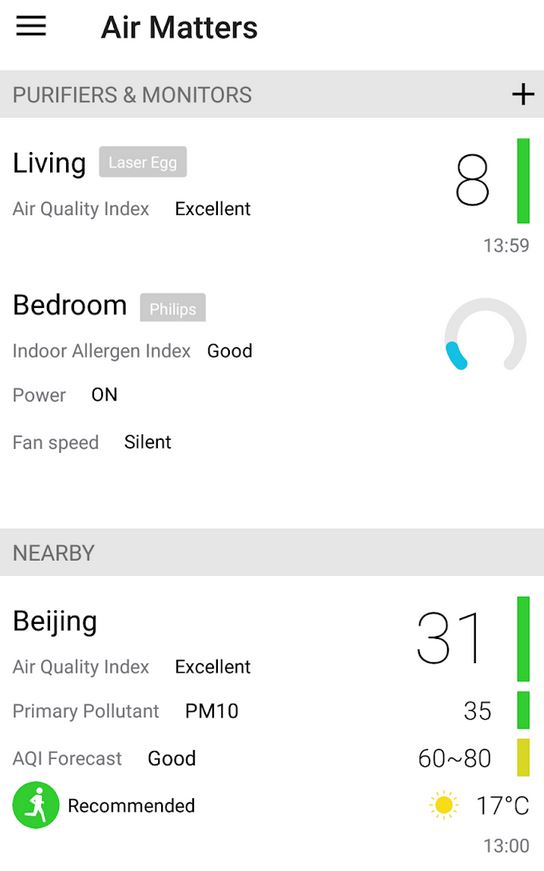 Air Matters
PURIFIERS & MONITORS +
Living Laser Egg 8
Air Quality Index Excellent
13:59
Bedroom Philips
Indoor Allergen Index Good
Power ON
Fan speed Silent
NEARBY
Beijing 31
Air Quality Index Excellent
Primary Pollutant PM10 35
AQI Forecast Good 60~80
Recommended 17°C
13:00